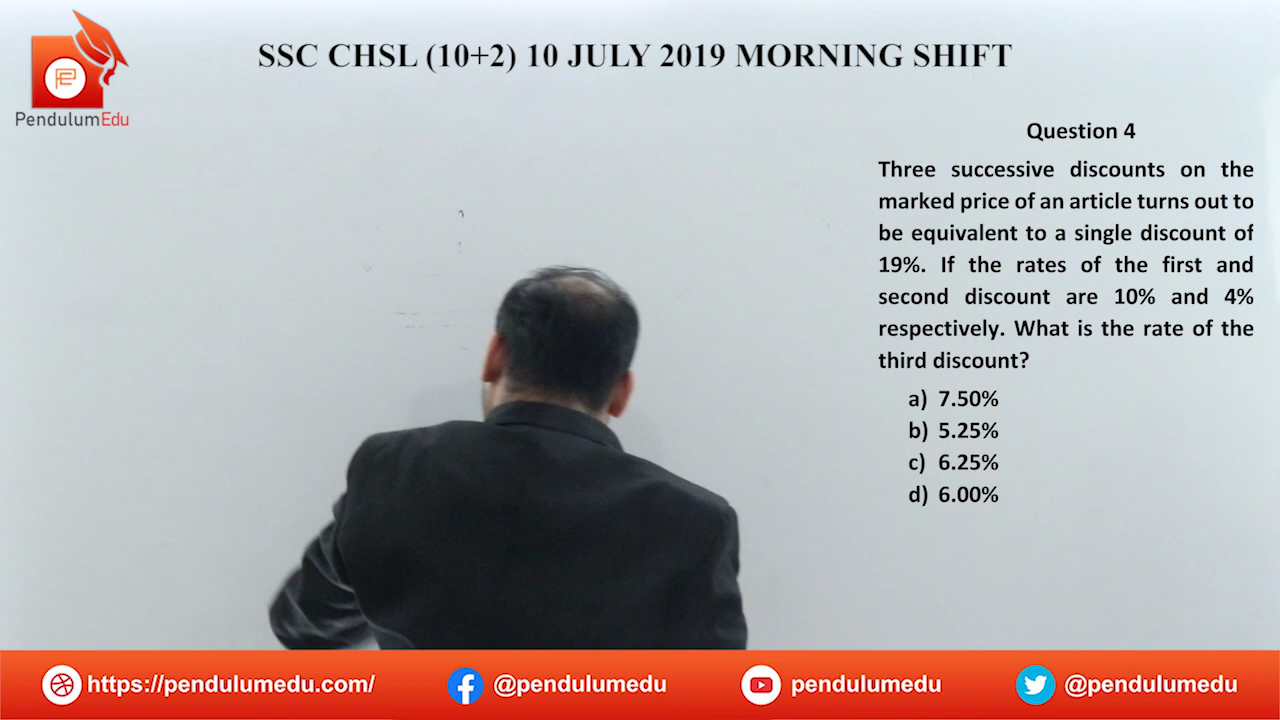 SSC CHSL (10+2) 10 JULY 2019 MORNING SHIFT
PendulumEdu
Question 4
Three successive discounts on the
marked price of an article turns out to
be equivalent to a single discount of
19%. If the rates of the first and
second discount are 10% and 4%
respectively. What is the rate of the
third discount?
a) 7.50%
b) 5.25%
c) 6.25%
d) 6.00%
https://pendulumedu.com/
@pendulumedu
pendulumedu
@pendulumedu